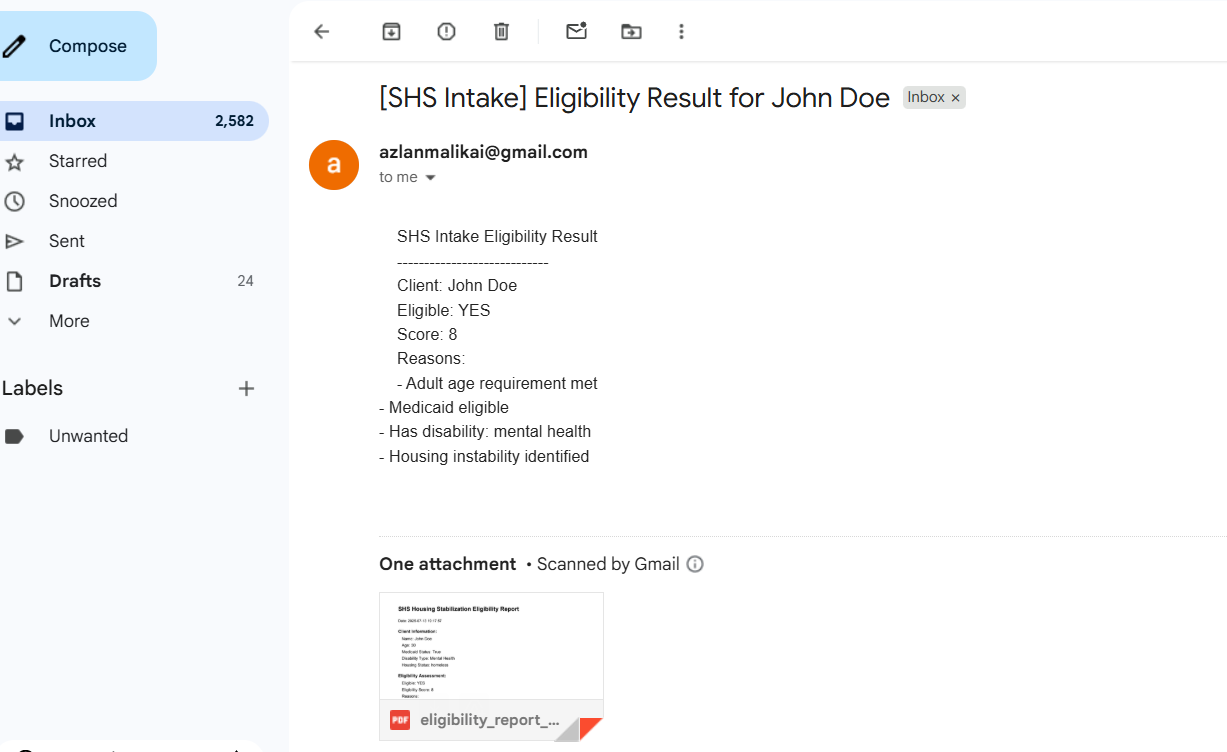 Compose
Inbox 2,582
Starred
Snoozed
Sent
Drafts 24
More
Labels
Unwanted
[SHS Intake] Eligibility Result for John Doe Inbox ×
a
azlanmalikai@gmail.com
to me
SHS Intake Eligibility Result
----------------------------
Client: John Doe
Eligible: YES
Score: 8
Reasons:
- Adult age requirement met
- Medicaid eligible
- Has disability: mental health
- Housing instability identified
One attachment • Scanned by Gmail
SHS Housing Stabilization Eligibility Report
Client Information:
Name: John Doe
Age: 30
Medicaid Status: True
Disability Type: Mental Health
Housing Status: homeless
Eligibility Assessment:
Eligible: YES
Eligibility Score: 8
Reasons:
PDF eligibility_report_...